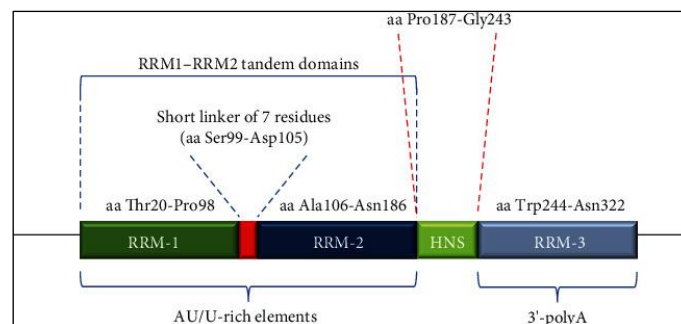 aa Pro187-Gly243
RRM1–RRM2 tandem domains
Short linker of 7 residues
(aa Ser99-Asp105)
aa Thr20-Pro98
aa Ala106-Asn186
aa Trp244-Asn322
RRM-1
RRM-2
HNS
RRM-3
AU/U-rich elements
3'-polyA